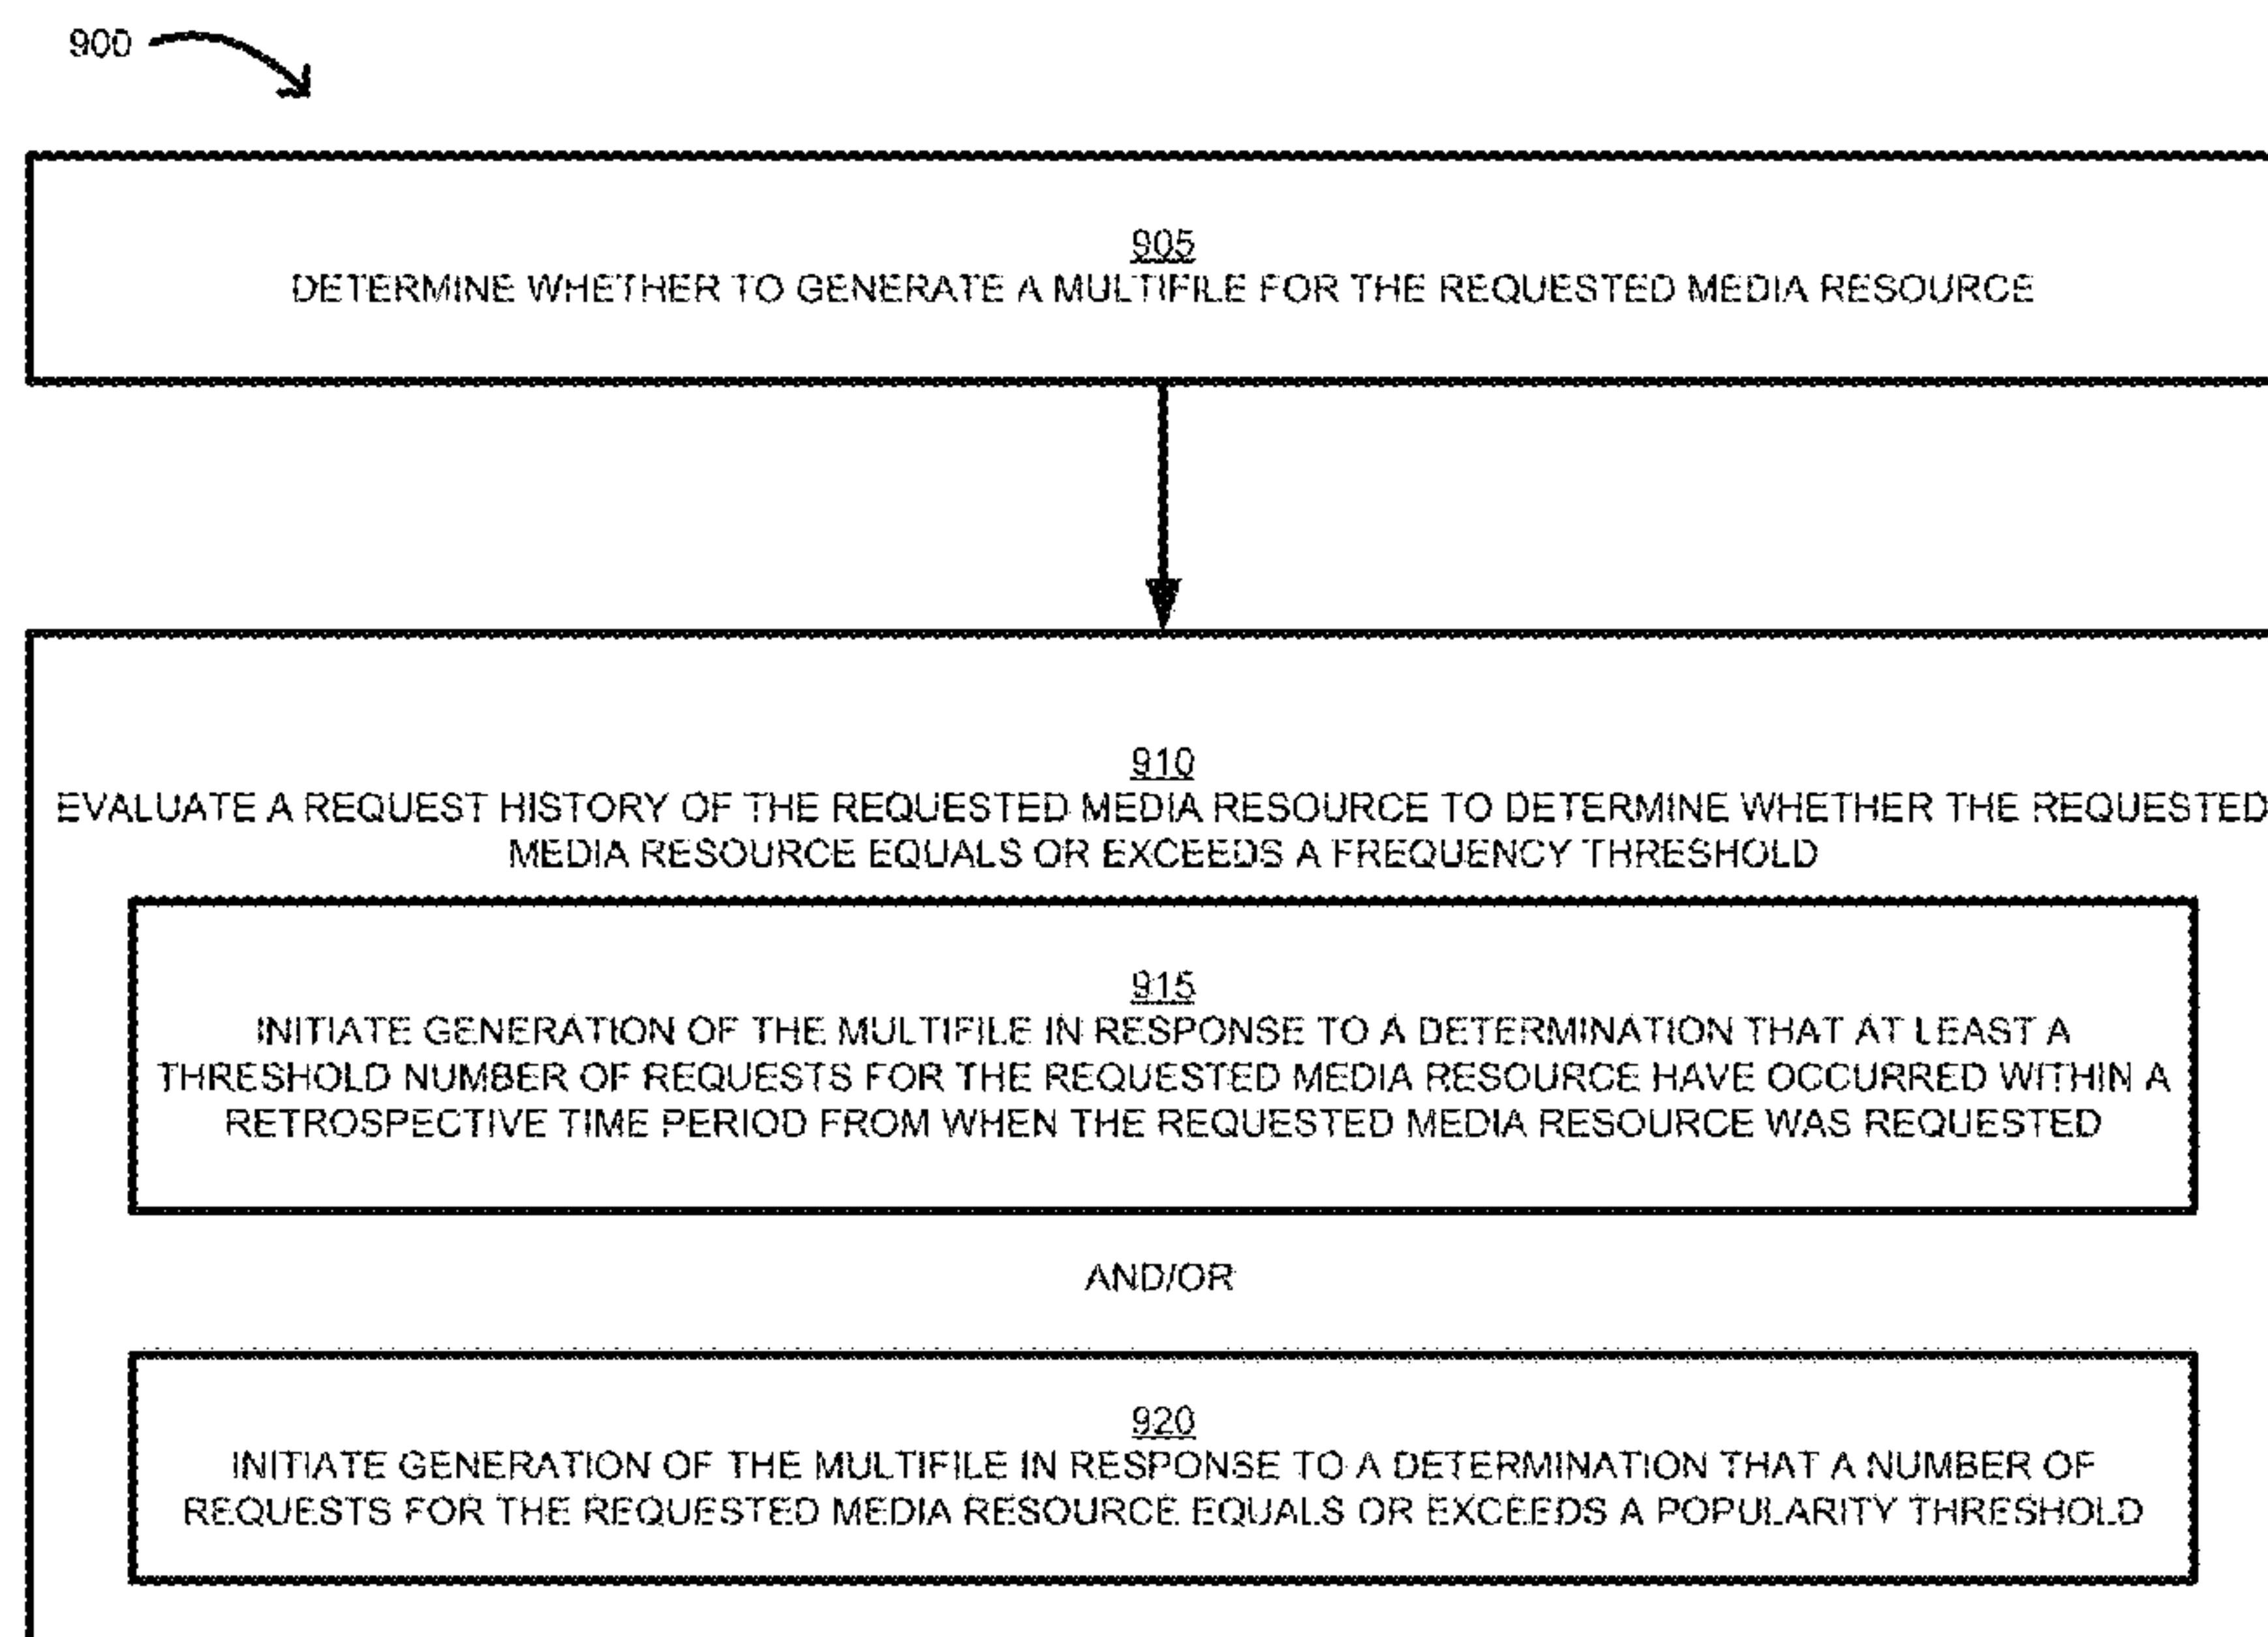 900
905
DETERMINE WHETHER TO GENERATE A MULTIFILE FOR THE REQUESTED MEDIA RESOURCE
910
EVALUATE A REQUEST HISTORY OF THE REQUESTED MEDIA RESOURCE TO DETERMINE WHETHER THE REQUESTED
MEDIA RESOURCE EQUALS OR EXCEEDS A FREQUENCY THRESHOLD
915
INITIATE GENERATION OF THE MULTIFILE IN RESPONSE TO A DETERMINATION THAT AT LEAST A
THRESHOLD NUMBER OF REQUESTS FOR THE REQUESTED MEDIA RESOURCE HAVE OCCURRED WITHIN A
RETROSPECTIVE TIME PERIOD FROM WHEN THE REQUESTED MEDIA RESOURCE WAS REQUESTED
AND/OR
920
INITIATE GENERATION OF THE MULTIFILE IN RESPONSE TO A DETERMINATION THAT A NUMBER OF
REQUESTS FOR THE REQUESTED MEDIA RESOURCE EQUALS OR EXCEEDS A POPULARITY THRESHOLD